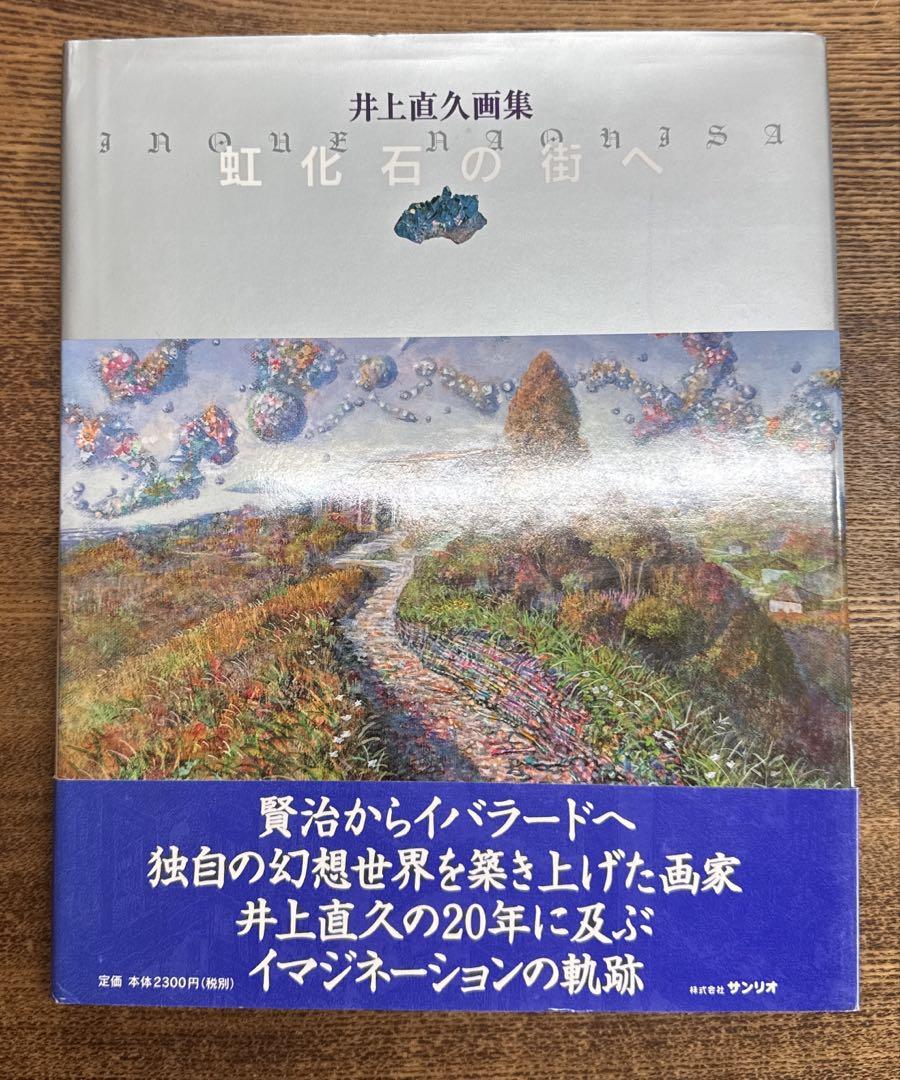 井上直久画集
INOUE NAOHISA
虹化石の街へ
賢治からイバラードへ
独自の幻想世界を築き上げた画家
井上直久の20年に及ぶ
イマジネーションの軌跡
定価 本体2300円(税別)
株式会社 サンリオ